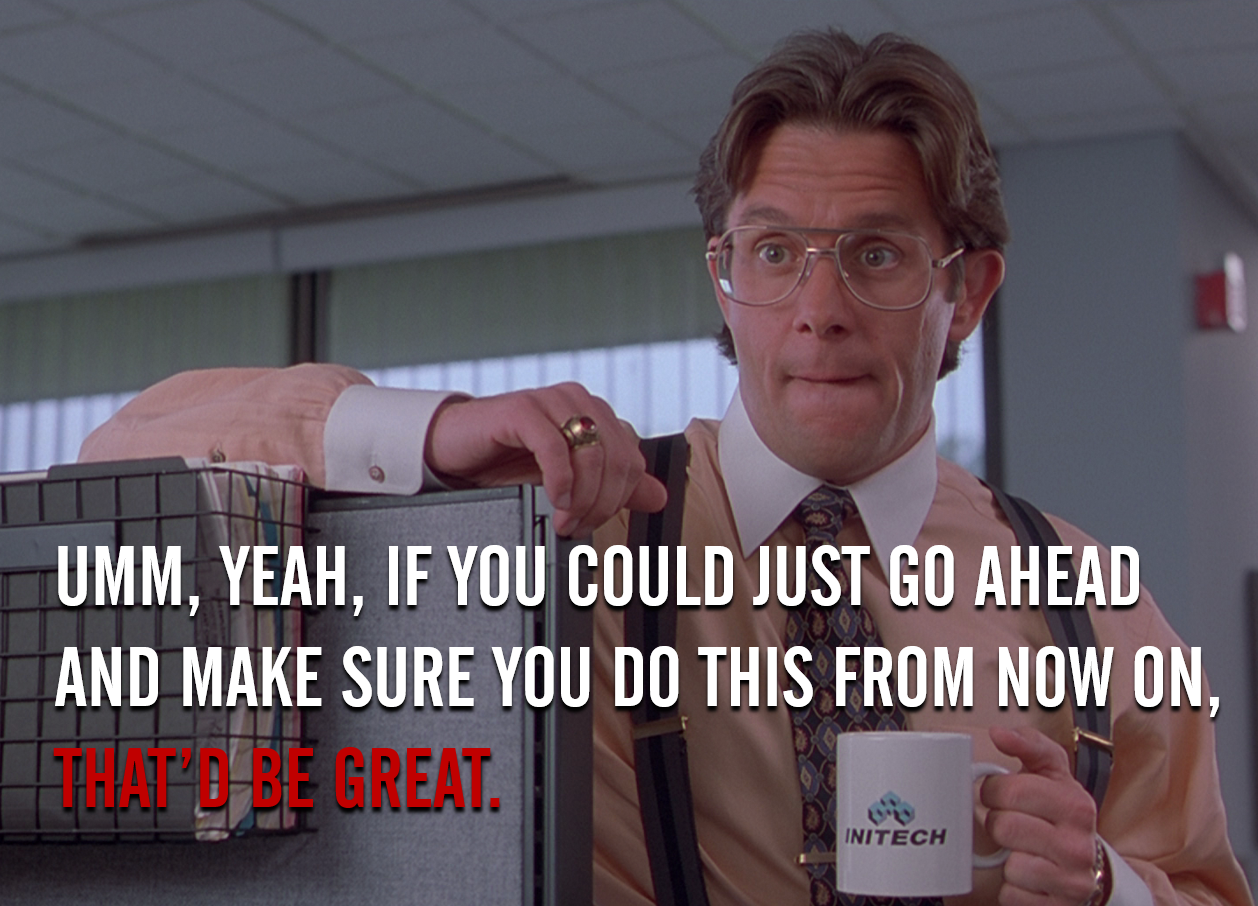 UMM, YEAH, IF YOU COULD JUST GO AHEAD
AND MAKE SURE YOU DO THIS FROM NOW ON,
THAT'D BE GREAT.
INITECH